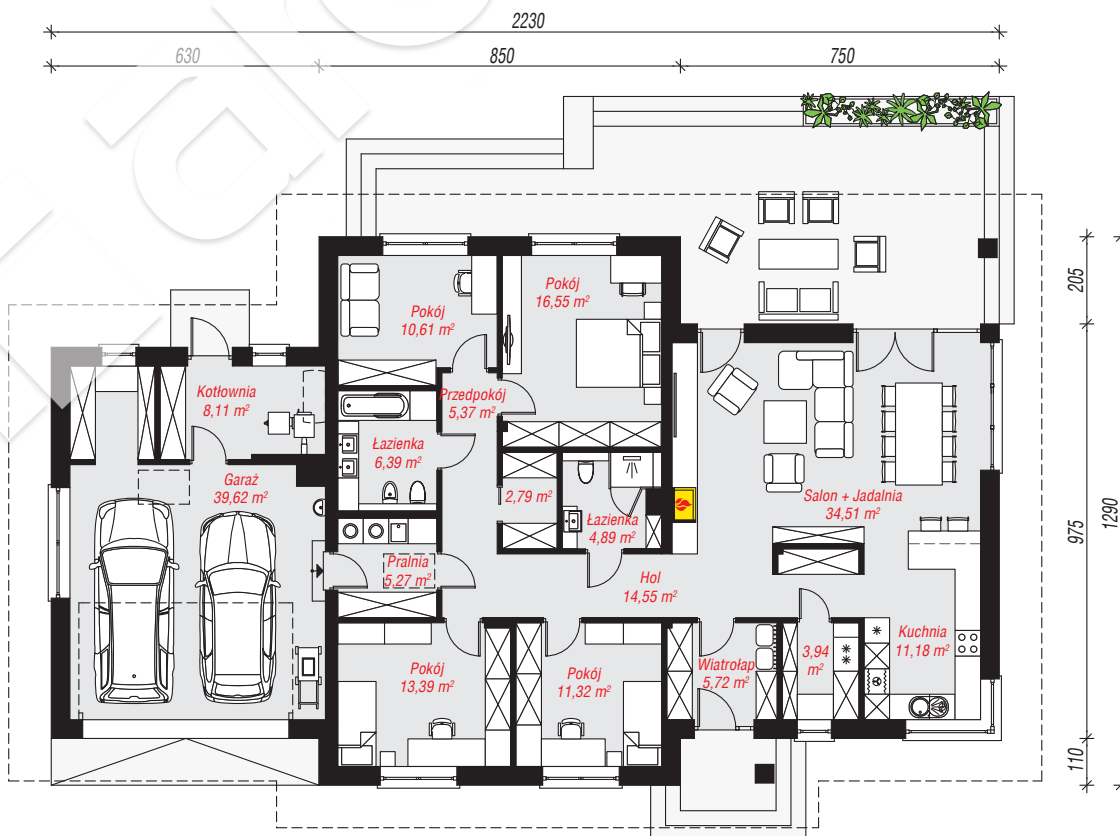 2230
630
850
750
Pokój
16,55 m²
Pokój
10,61 m²
205
Kotłownia
8,11 m²
Przedpokój
5,37 m²
Łazienka
6,39 m²
Garaż
39,62 m²
2,79 m²
Salon + Jadalnia
34,51 m²
Łazienka
4,89 m²
975
1290
Pralnia
5,27 m²
Hol
14,55 m²
Kuchnia
11,18 m²
3,94
m²
Wiatrołap
5,72 m²
Pokój
13,39 m²
Pokój
11,32 m²
110